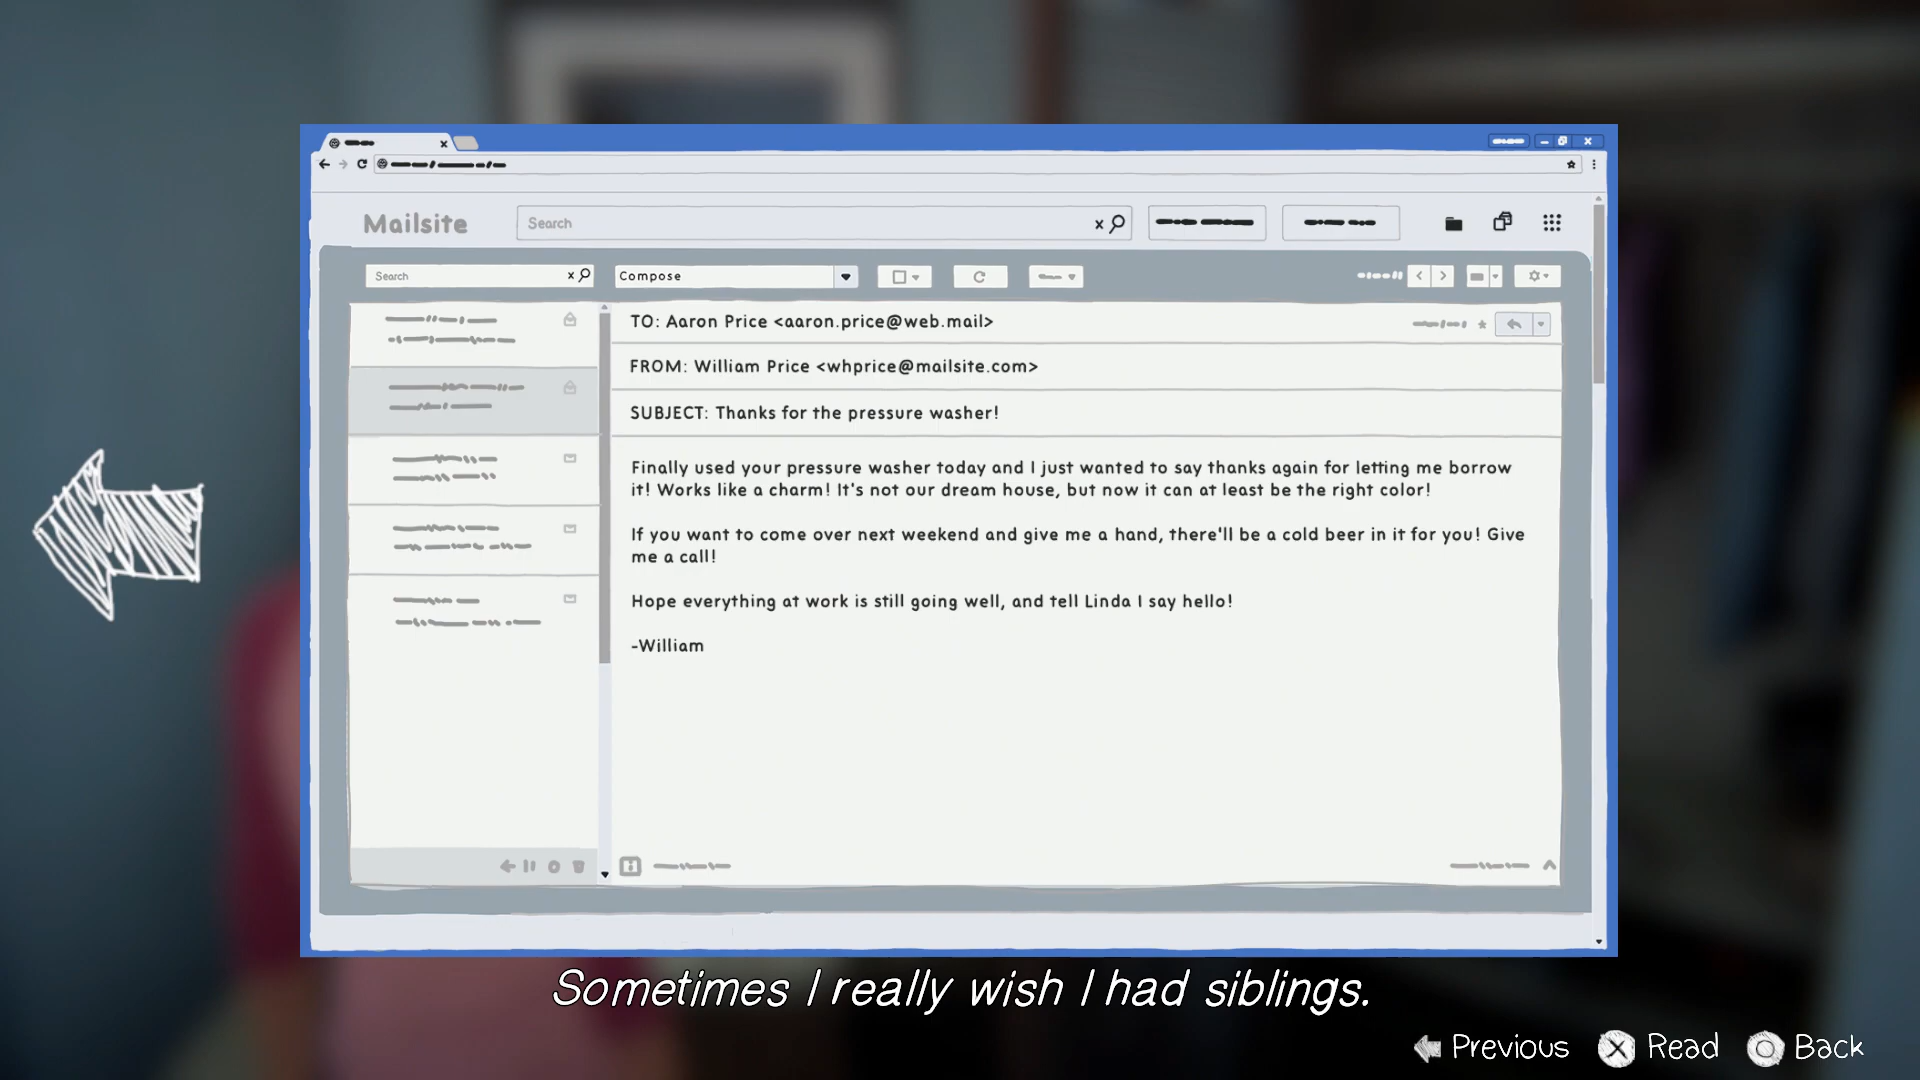 Mailsite
Search
x
Search
x
Compose
TO: Aaron Price <aaron.price@web.mail>
FROM: William Price <whprice@mailsite.com>
SUBJECT: Thanks for the pressure washer!
Finally used your pressure washer today and I just wanted to say thanks again for letting me borrow
it! Works like a charm! It's not our dream house, but now it can at least be the right color!
If you want to come over next weekend and give me a hand, there'll be a cold beer in it for you! Give
me a call!
Hope everything at work is still going well, and tell Linda I say hello!
-William
Sometimes I really wish I had siblings.
Previous
Read
Back